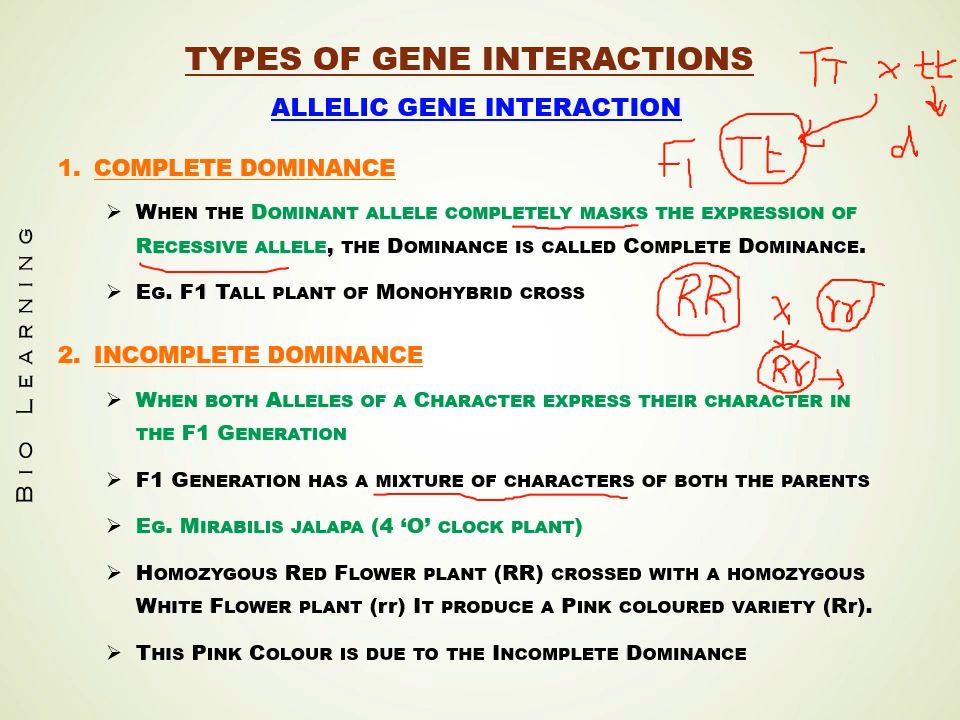 TYPES OF GENE INTERACTIONS
TT x tt
ALLELIC GENE INTERACTION
F1 Tt
d
1. COMPLETE DOMINANCE
➢ WHEN THE DOMINANT ALLELE COMPLETELY MASKS THE EXPRESSION OF
RECESSIVE ALLELE, THE DOMINANCE IS CALLED COMPLETE DOMINANCE.
➢ EG. F1 TALL PLANT OF MONOHYBRID CROSS
RR x rr
2. INCOMPLETE DOMINANCE
Rr
➢ WHEN BOTH ALLELES OF A CHARACTER EXPRESS THEIR CHARACTER IN
THE F1 GENERATION
➢ F1 GENERATION HAS A MIXTURE OF CHARACTERS OF BOTH THE PARENTS
➢ EG. MIRABILIS JALAPA (4 ‘O’ CLOCK PLANT)
➢ HOMOZYGOUS RED FLOWER PLANT (RR) CROSSED WITH A HOMOZYGOUS
WHITE FLOWER PLANT (rr) IT PRODUCE A PINK COLOURED VARIETY (Rr).
➢ THIS PINK COLOUR IS DUE TO THE INCOMPLETE DOMINANCE
BIO LEARNING